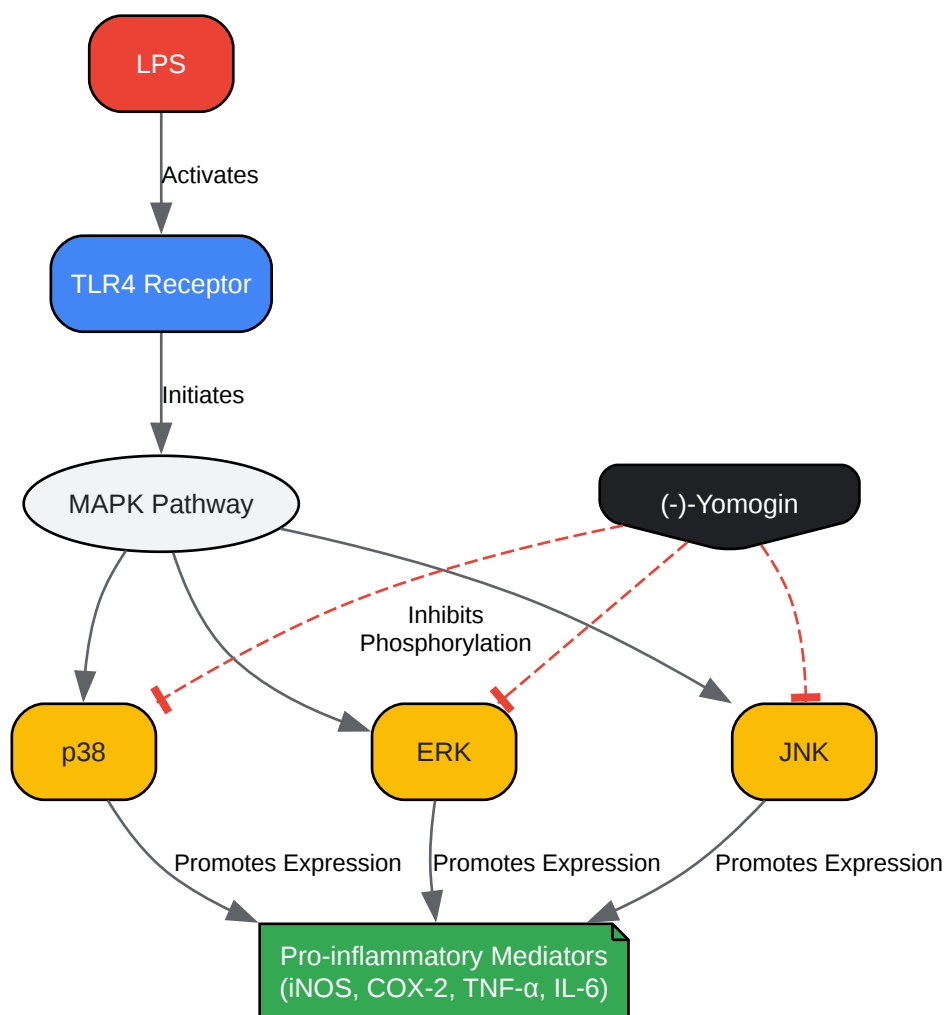 LPS
Activates
TLR4 Receptor
Initiates
MAPK Pathway
(-)-Yomogin
Inhibits
Phosphorylation
p38
ERK
JNK
Promotes Expression
Promotes Expression
Promotes Expression
Pro-inflammatory Mediators
(iNOS, COX-2, TNF-α, IL-6)